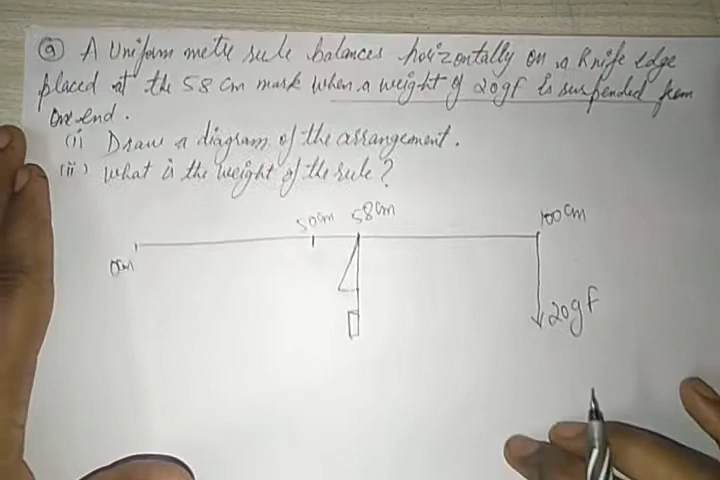 9 A Uniform metre rule balances horizontally on a Knife edge
placed at the 58 cm mark when a weight of 20gf is suspended from
one end.
(i) Draw a diagram of the arrangement.
(ii) what is the weight of the rule?
0cm 50cm 58cm 100cm
20gf